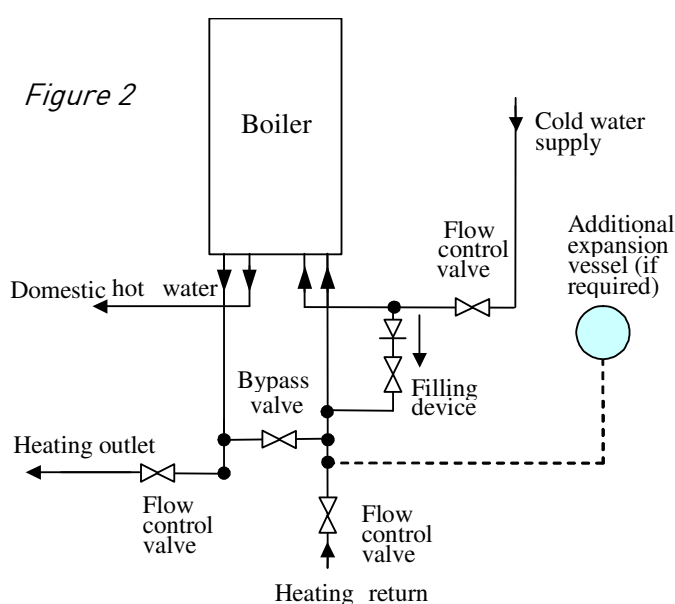 Figure 2
Boiler
Cold water
supply
Flow
control
valve
Additional
expansion
vessel (if
required)
Domestic hot water
Bypass
valve
Filling
device
Heating outlet
Flow
control
valve
Flow
control
valve
Heating return